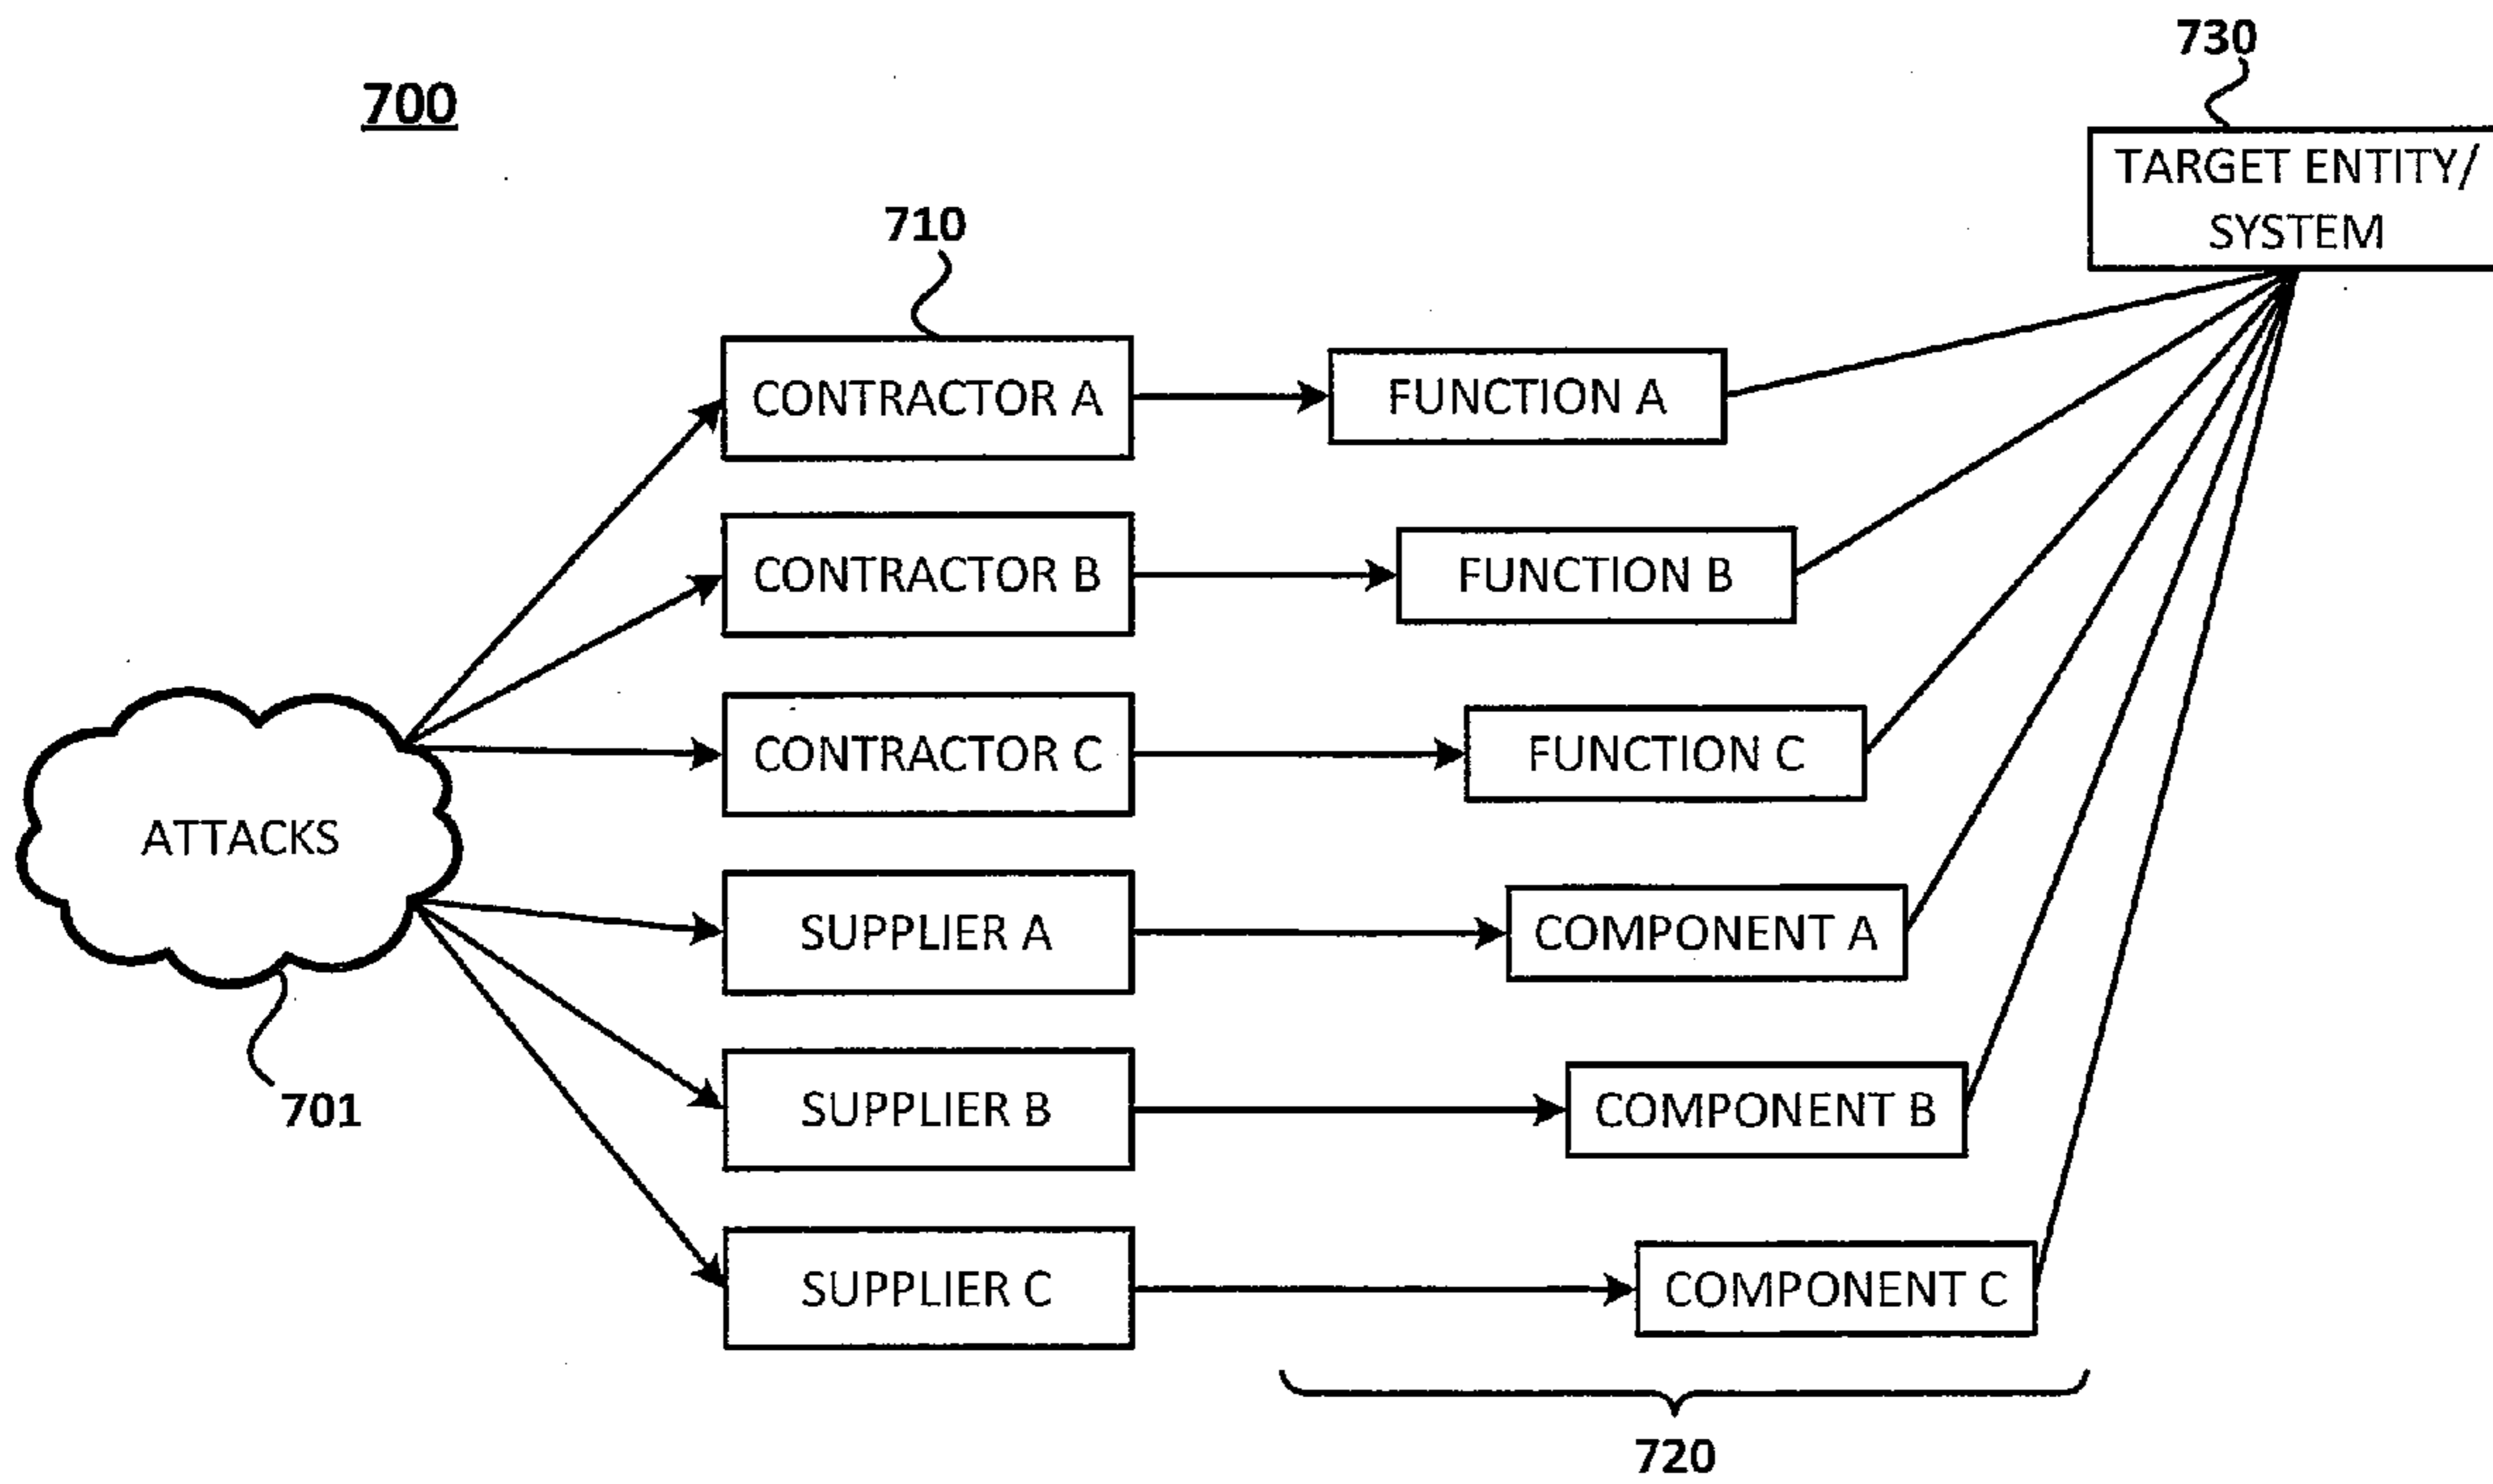 730
700
TARGET ENTITY/
SYSTEM
710
CONTRACTOR A
FUNCTION A
CONTRACTOR B
FUNCTION B
CONTRACTOR C
FUNCTION C
ATTACKS
SUPPLIER A
COMPONENT A
701
SUPPLIER B
COMPONENT B
SUPPLIER C
COMPONENT C
720